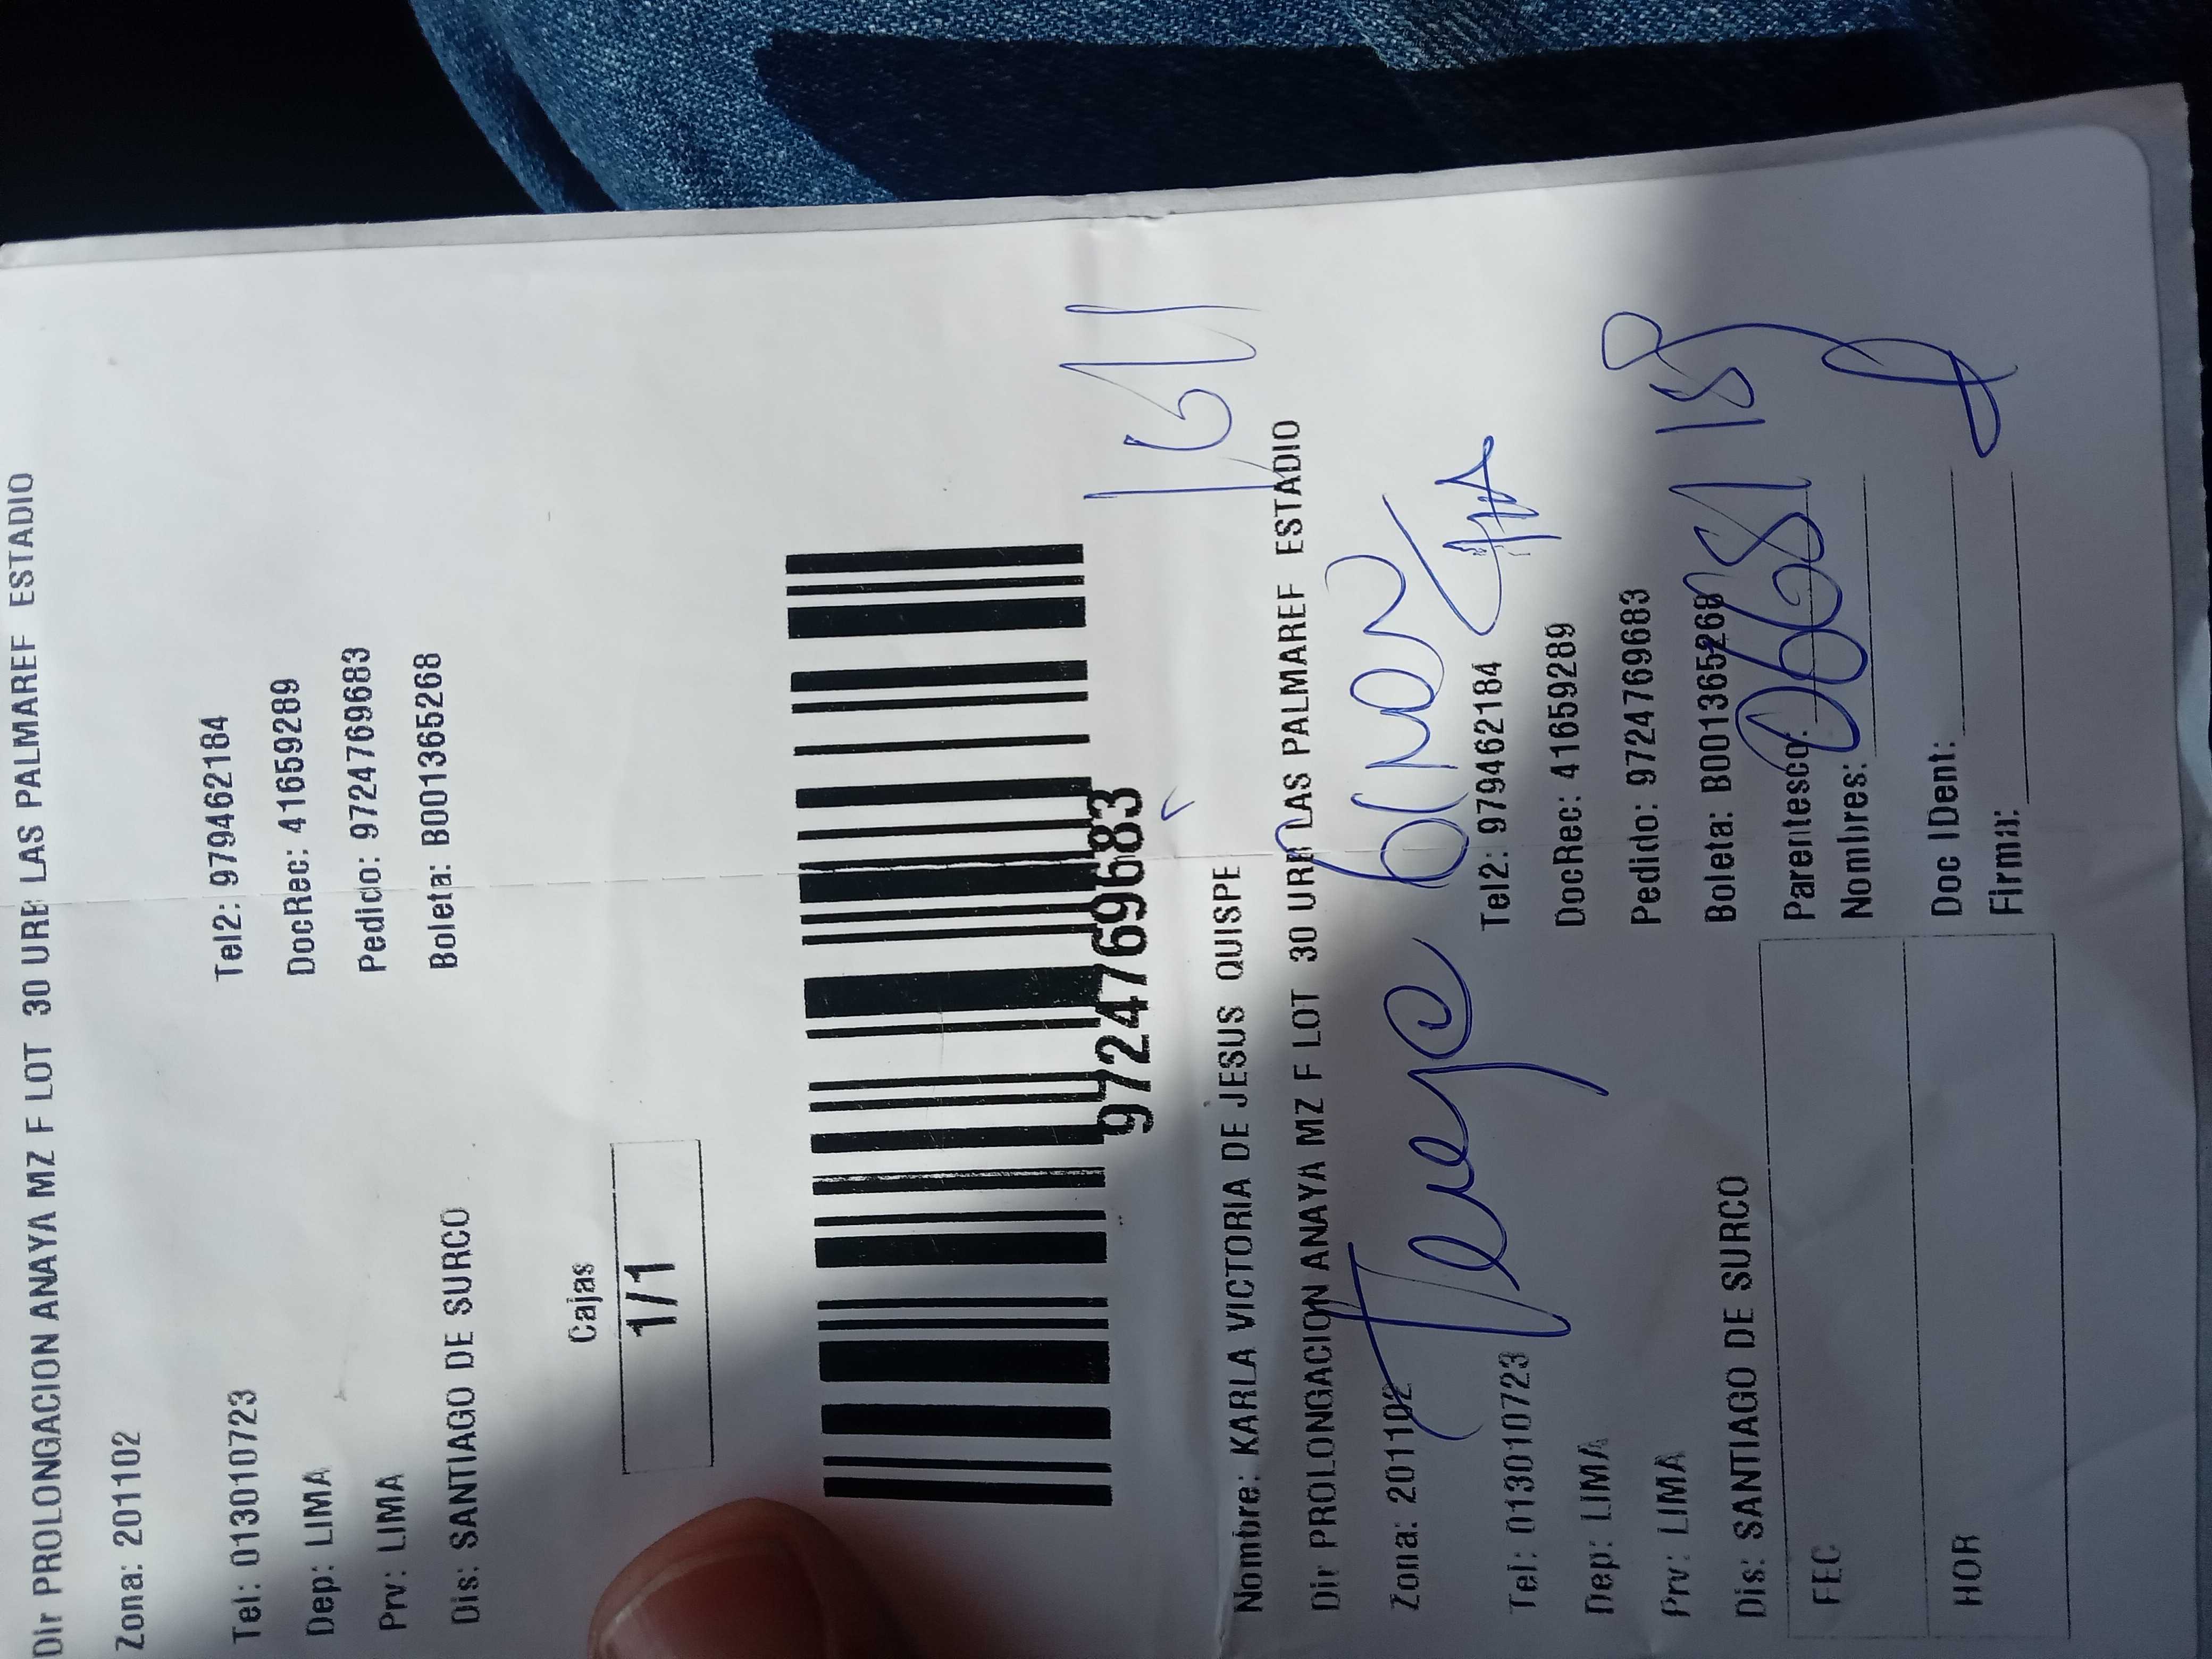 Dir PROLONGACION ANAYA MZ F LOT 30 URB LAS PALMAREF ESTADIO
Zona: 201102
Tel: 013010723 Tel2: 979462184
Dep: LIMA DocRec: 41659289
Prv: LIMA Pedido: 9724769683
Dis: SANTIAGO DE SURCO Boleta: B001365268
Cajas
1/1
9724769683
Nombre: KARLA VICTORIA DE JESUS QUISPE
Dir PROLONGACION ANAYA MZ F LOT 30 URB LAS PALMAREF ESTADIO
Zona: 201102
Tel: 013010723 Tel2: 979462184
Dep: LIMA DocRec: 41659289
Prv: LIMA Pedido: 9724769683
Dis: SANTIAGO DE SURCO Boleta: B001365268
Parentesco:
FEC Nombres:
Doc IDent:
HOR Firma: